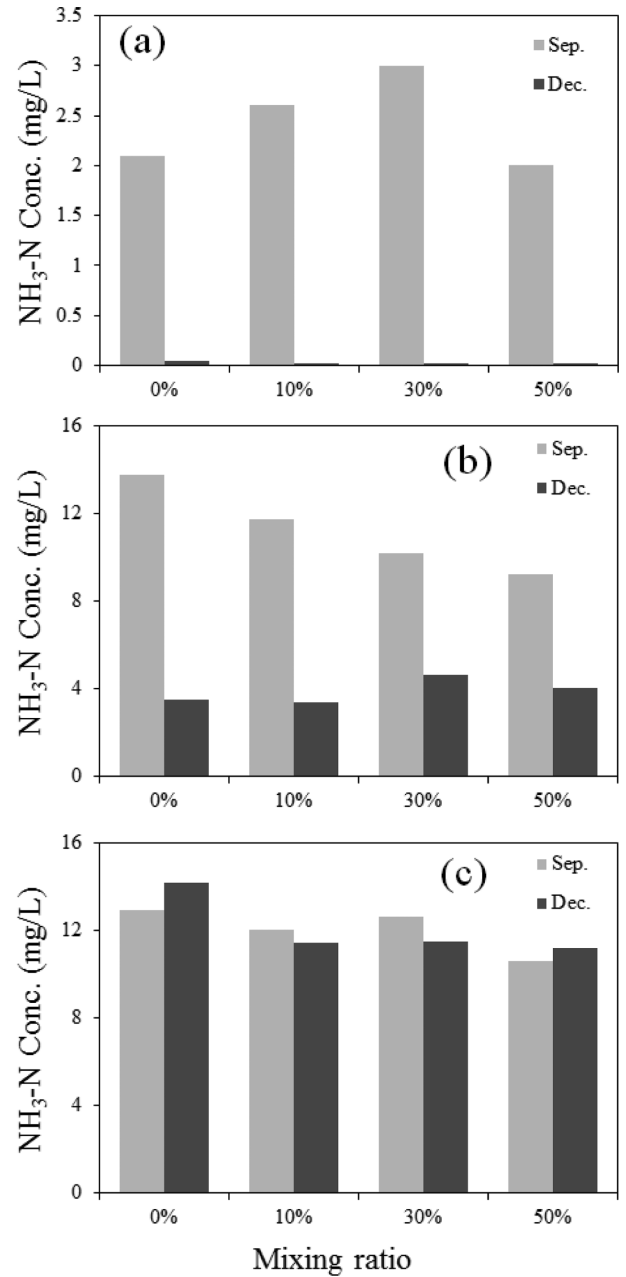 (a)
Sep.
Dec.
NH₃-N Conc. (mg/L)
3.5
3
2.5
2
1.5
1
0.5
0
0% 10% 30% 50%
(b)
Sep.
Dec.
NH₃-N Conc. (mg/L)
16
12
8
4
0
0% 10% 30% 50%
(c)
Sep.
Dec.
NH₃-N Conc. (mg/L)
16
12
8
4
0
0% 10% 30% 50%
Mixing ratio